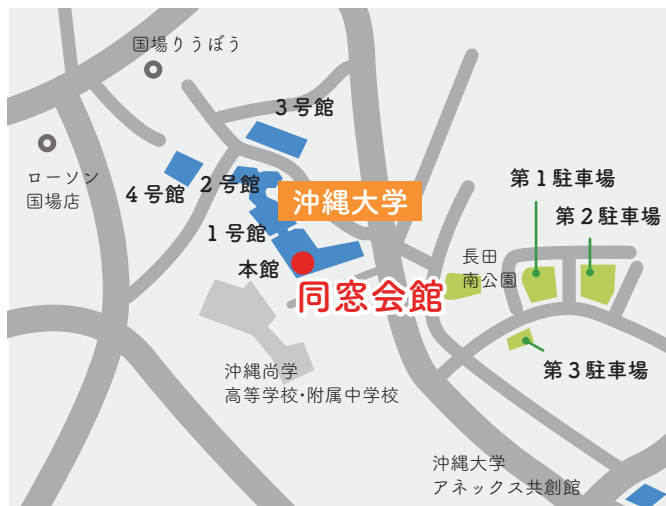 国場りうぼう
3号館
ローソン
国場店
4号館
2号館
沖縄大学
第1駐車場
第2駐車場
1号館
本館
長田
南公園
同窓会館
第3駐車場
沖縄尚学
高等学校・附属中学校
沖縄大学
アネックス共創館